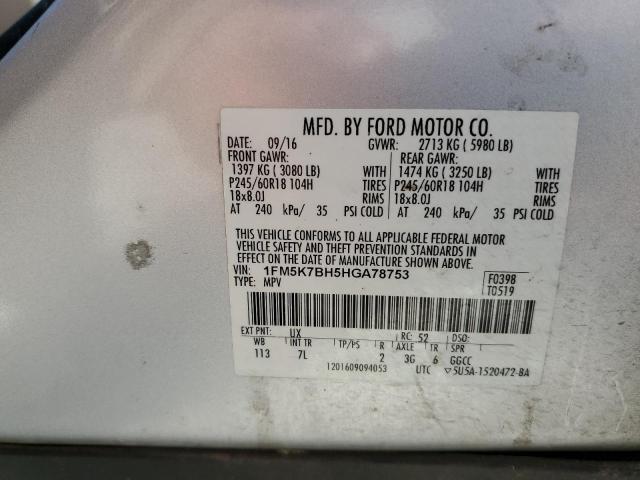 MFD. BY FORD MOTOR CO.
DATE: 09/16 GVWR: 2713 KG ( 5980 LB)
FRONT GAWR: REAR GAWR:
1397 KG ( 3080 LB) WITH 1474 KG ( 3250 LB) WITH
P245/60R18 104H TIRES P245/60R18 104H TIRES
18x8.0J RIMS 18x8.0J RIMS
AT 240 kPa/ 35 PSI COLD AT 240 kPa/ 35 PSI COLD
THIS VEHICLE CONFORMS TO ALL APPLICABLE FEDERAL MOTOR
VEHICLE SAFETY AND THEFT PREVENTION STANDARDS IN
EFFECT ON THE DATE OF MANUFACTURE SHOWN ABOVE.
VIN: 1FM5K7BH5HGA78753 F0398
TYPE: MPV T0519
EXT PNT: UX RC: 52 DSO:
WB INT TR TP/PS R AXLE TR SPR
113 7L 2 3G 6 GGCC
1201609094053 UTC ▽5U5A-1520472-BA